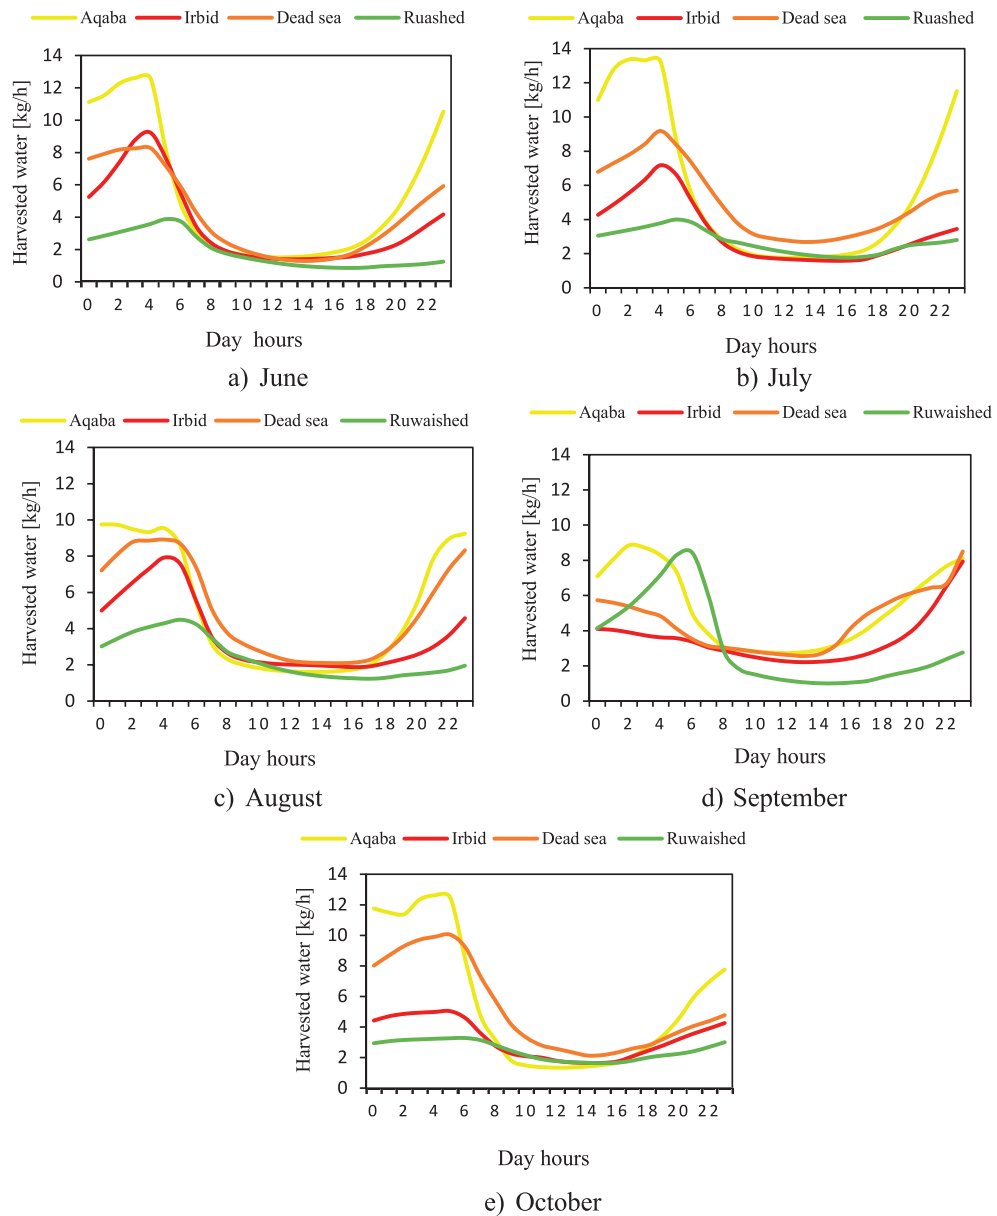 Aqaba Irbid Dead sea Ruashed
Harvested water [kg/h]
14
12
10
8
6
4
2
0
0 2 4 6 8 10 12 14 16 18 20 22
Day hours
a) June
Aqaba Irbid Dead sea Ruashed
Harvested water [kg/h]
14
12
10
8
6
4
2
0
0 2 4 6 8 10 12 14 16 18 20 22
Day hours
b) July
Aqaba Irbid Dead sea Ruwaished
Harvested water [kg/h]
14
12
10
8
6
4
2
0
0 2 4 6 8 10 12 14 16 18 20 22
Day hours
c) August
Aqaba Irbid Dead sea Ruwaished
Harvested water [kg/h]
14
12
10
8
6
4
2
0
0 2 4 6 8 10 12 14 16 18 20 22
Day hours
d) September
Aqaba Irbid Dead sea Ruwaished
Harvested water [kg/h]
14
12
10
8
6
4
2
0
0 2 4 6 8 10 12 14 16 18 20 22
Day hours
e) October